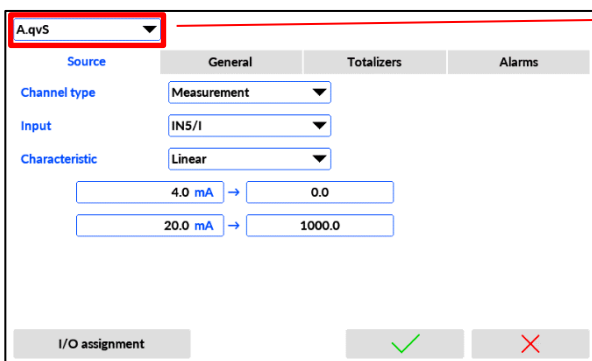 A.qvS
Source General Totalizers Alarms
Channel type Measurement
Input IN5/I
Characteristic Linear
4.0 mA → 0.0
20.0 mA → 1000.0
I/O assignment